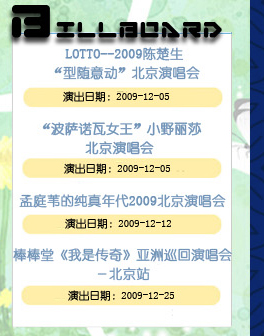 BILLBOARD
LOTTO--2009陈楚生
“型随意动”北京演唱会
演出日期：2009-12-05
“波萨诺瓦女王”小野丽莎
北京演唱会
演出日期：2009-12-05
孟庭苇的纯真年代2009北京演唱会
演出日期：2009-12-12
棒棒堂《我是传奇》亚洲巡回演唱会
－北京站
演出日期：2009-12-25